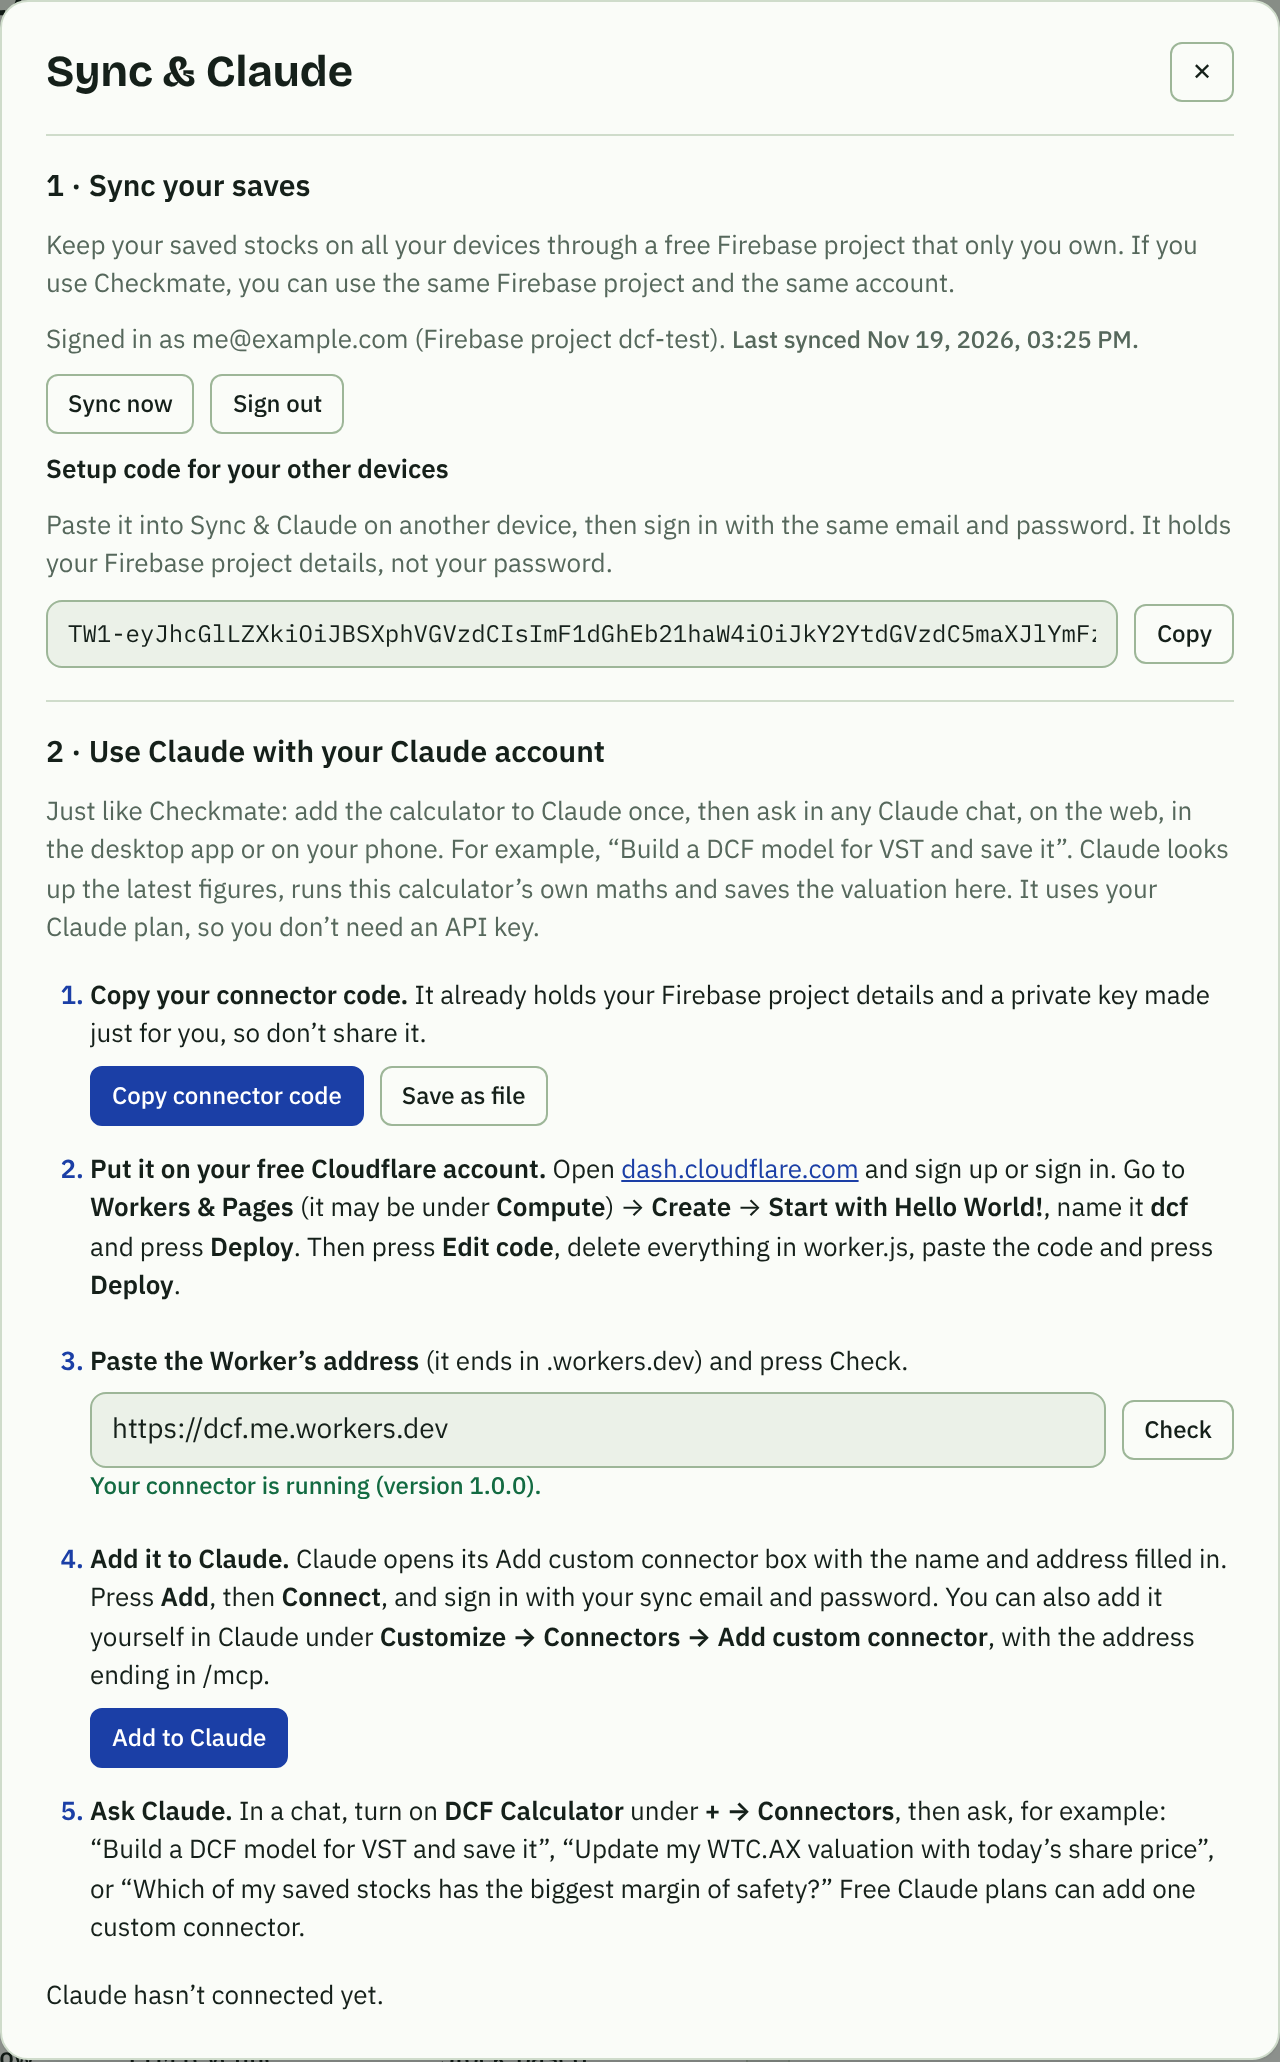 Sync & Claude
×
1 · Sync your saves
Keep your saved stocks on all your devices through a free Firebase project that only you own. If you
use Checkmate, you can use the same Firebase project and the same account.
Signed in as me@example.com (Firebase project dcf-test). Last synced Nov 19, 2026, 03:25 PM.
Sync now Sign out
Setup code for your other devices
Paste it into Sync & Claude on another device, then sign in with the same email and password. It holds
your Firebase project details, not your password.
TW1-eyJhcGlLZXkiOiJBSXphVGVzdCIsImF1dGhEb21haW4iOiJkY2YtdGVzdC5maXJlYmFz Copy
2 · Use Claude with your Claude account
Just like Checkmate: add the calculator to Claude once, then ask in any Claude chat, on the web, in
the desktop app or on your phone. For example, “Build a DCF model for VST and save it”. Claude looks
up the latest figures, runs this calculator’s own maths and saves the valuation here. It uses your
Claude plan, so you don’t need an API key.
1. Copy your connector code. It already holds your Firebase project details and a private key made
just for you, so don’t share it.
Copy connector code Save as file
2. Put it on your free Cloudflare account. Open dash.cloudflare.com and sign up or sign in. Go to
Workers & Pages (it may be under Compute) → Create → Start with Hello World!, name it dcf
and press Deploy. Then press Edit code, delete everything in worker.js, paste the code and press
Deploy.
3. Paste the Worker’s address (it ends in .workers.dev) and press Check.
https://dcf.me.workers.dev Check
Your connector is running (version 1.0.0).
4. Add it to Claude. Claude opens its Add custom connector box with the name and address filled in.
Press Add, then Connect, and sign in with your sync email and password. You can also add it
yourself in Claude under Customize → Connectors → Add custom connector, with the address
ending in /mcp.
Add to Claude
5. Ask Claude. In a chat, turn on DCF Calculator under + → Connectors, then ask, for example:
“Build a DCF model for VST and save it”, “Update my WTC.AX valuation with today’s share price”,
or “Which of my saved stocks has the biggest margin of safety?” Free Claude plans can add one
custom connector.
Claude hasn’t connected yet.